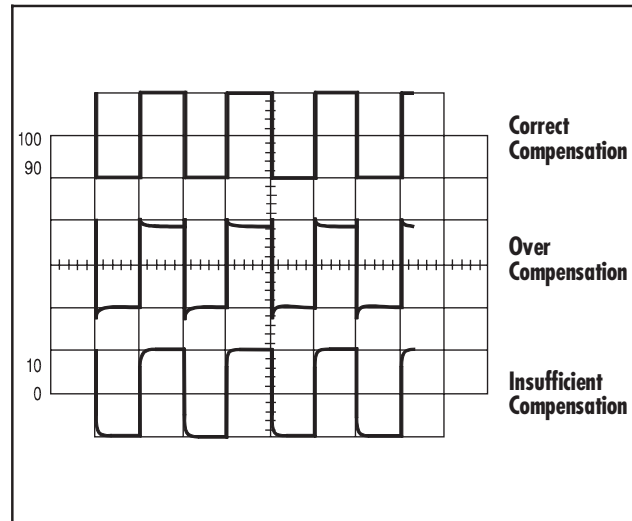 100
90
10
0
Correct
Compensation
Over
Compensation
Insufficient
Compensation